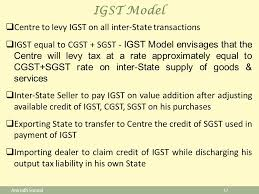 IGST Model
❑Centre to levy IGST on all inter-State transactions
❑IGST equal to CGST + SGST - IGST Model envisages that the
Centre will levy tax at a rate approximately equal to
CGST+SGST rate on inter-State supply of goods &
services
❑Inter-State Seller to pay IGST on value addition after adjusting
available credit of IGST, CGST, SGST on his purchases
❑Exporting State to transfer to Centre the credit of SGST used in
payment of IGST
❑Importing dealer to claim credit of IGST while discharging his
output tax liability in his own State